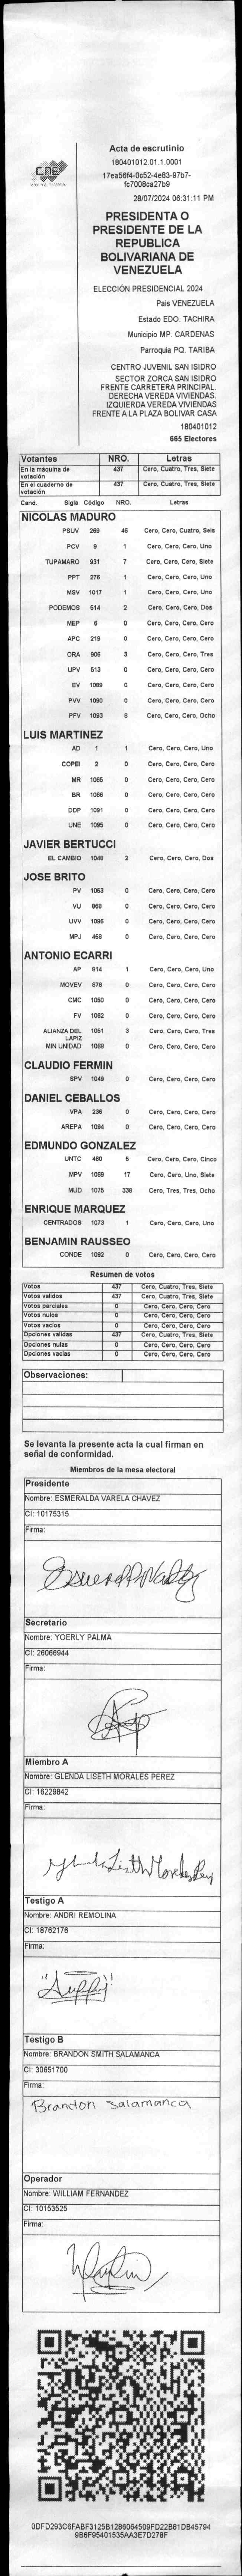 Acta de escrutinio
CNE
180401012.01.1.0001
17ea56f4-0c52-4e83-97b7-
fc7008ca27b9
28/07/2024 06:31:11 PM
PRESIDENTA O
PRESIDENTE DE LA
REPUBLICA
BOLIVARIANA DE
VENEZUELA
ELECCIÓN PRESIDENCIAL 2024
País VENEZUELA
Estado EDO. TACHIRA
Municipio MP. CARDENAS
Parroquia PQ. TARIBA
CENTRO JUVENIL SAN ISIDRO
SECTOR ZORCA SAN ISIDRO
FRENTE CARRETERA PRINCIPAL.
DERECHA VEREDA VIVIENDAS.
IZQUIERDA VEREDA VIVIENDAS
FRENTE A LA PLAZA BOLIVAR CASA
180401012
665 Electores
Votantes NRO. Letras
En la máquina de votación 437 Cero, Cuatro, Tres, Siete
En el cuaderno de votación 437 Cero, Cuatro, Tres, Siete
Cand. Sigla Código NRO. Letras
NICOLAS MADURO
PSUV 269 46 Cero, Cero, Cuatro, Seis
PCV 9 1 Cero, Cero, Cero, Uno
TUPAMARO 931 7 Cero, Cero, Cero, Siete
PPT 276 1 Cero, Cero, Cero, Uno
MSV 1017 1 Cero, Cero, Cero, Uno
PODEMOS 514 2 Cero, Cero, Cero, Dos
MEP 6 0 Cero, Cero, Cero, Cero
APC 219 0 Cero, Cero, Cero, Cero
ORA 906 3 Cero, Cero, Cero, Tres
UPV 513 0 Cero, Cero, Cero, Cero
EV 1089 0 Cero, Cero, Cero, Cero
PVV 1090 0 Cero, Cero, Cero, Cero
PFV 1093 8 Cero, Cero, Cero, Ocho
LUIS MARTINEZ
AD 1 1 Cero, Cero, Cero, Uno
COPEI 2 0 Cero, Cero, Cero, Cero
MR 1065 0 Cero, Cero, Cero, Cero
BR 1066 0 Cero, Cero, Cero, Cero
DDP 1091 0 Cero, Cero, Cero, Cero
UNE 1095 0 Cero, Cero, Cero, Cero
JAVIER BERTUCCI
EL CAMBIO 1048 2 Cero, Cero, Cero, Dos
JOSE BRITO
PV 1053 0 Cero, Cero, Cero, Cero
VU 868 0 Cero, Cero, Cero, Cero
UVV 1096 0 Cero, Cero, Cero, Cero
MPJ 458 0 Cero, Cero, Cero, Cero
ANTONIO ECARRI
AP 914 1 Cero, Cero, Cero, Uno
MOVEV 879 0 Cero, Cero, Cero, Cero
CMC 1050 0 Cero, Cero, Cero, Cero
FV 1052 0 Cero, Cero, Cero, Cero
ALIANZA DEL LAPIZ 1051 3 Cero, Cero, Cero, Tres
MIN UNIDAD 1068 0 Cero, Cero, Cero, Cero
CLAUDIO FERMIN
SPV 1049 0 Cero, Cero, Cero, Cero
DANIEL CEBALLOS
VPA 236 0 Cero, Cero, Cero, Cero
AREPA 1094 0 Cero, Cero, Cero, Cero
EDMUNDO GONZALEZ
UNTC 460 5 Cero, Cero, Cero, Cinco
MPV 1069 17 Cero, Cero, Uno, Siete
MUD 1075 338 Cero, Tres, Tres, Ocho
ENRIQUE MARQUEZ
CENTRADOS 1073 1 Cero, Cero, Cero, Uno
BENJAMIN RAUSSEO
CONDE 1092 0 Cero, Cero, Cero, Cero
Resumen de votos
Votos 437 Cero, Cuatro, Tres, Siete
Votos validos 437 Cero, Cuatro, Tres, Siete
Votos parciales 0 Cero, Cero, Cero, Cero
Votos nulos 0 Cero, Cero, Cero, Cero
Votos vacios 0 Cero, Cero, Cero, Cero
Opciones validas 437 Cero, Cuatro, Tres, Siete
Opciones nulas 0 Cero, Cero, Cero, Cero
Opciones vacias 0 Cero, Cero, Cero, Cero
Observaciones:
Se levanta la presente acta la cual firman en
señal de conformidad.
Miembros de la mesa electoral
Presidente
Nombre: ESMERALDA VARELA CHAVEZ
CI: 10175315
Firma:
Secretario
Nombre: YOERLY PALMA
CI: 26066944
Firma:
Miembro A
Nombre: GLENDA LISETH MORALES PEREZ
CI: 16229842
Firma:
Testigo A
Nombre: ANDRI REMOLINA
CI: 18762176
Firma:
Testigo B
Nombre: BRANDON SMITH SALAMANCA
CI: 30651700
Firma:
Brandon Salamanca
Operador
Nombre: WILLIAM FERNANDEZ
CI: 10153525
Firma:
0DFD293C6FABF3125B1286064509FD22B81DB45794
9B6F95401535AA3E7D278F